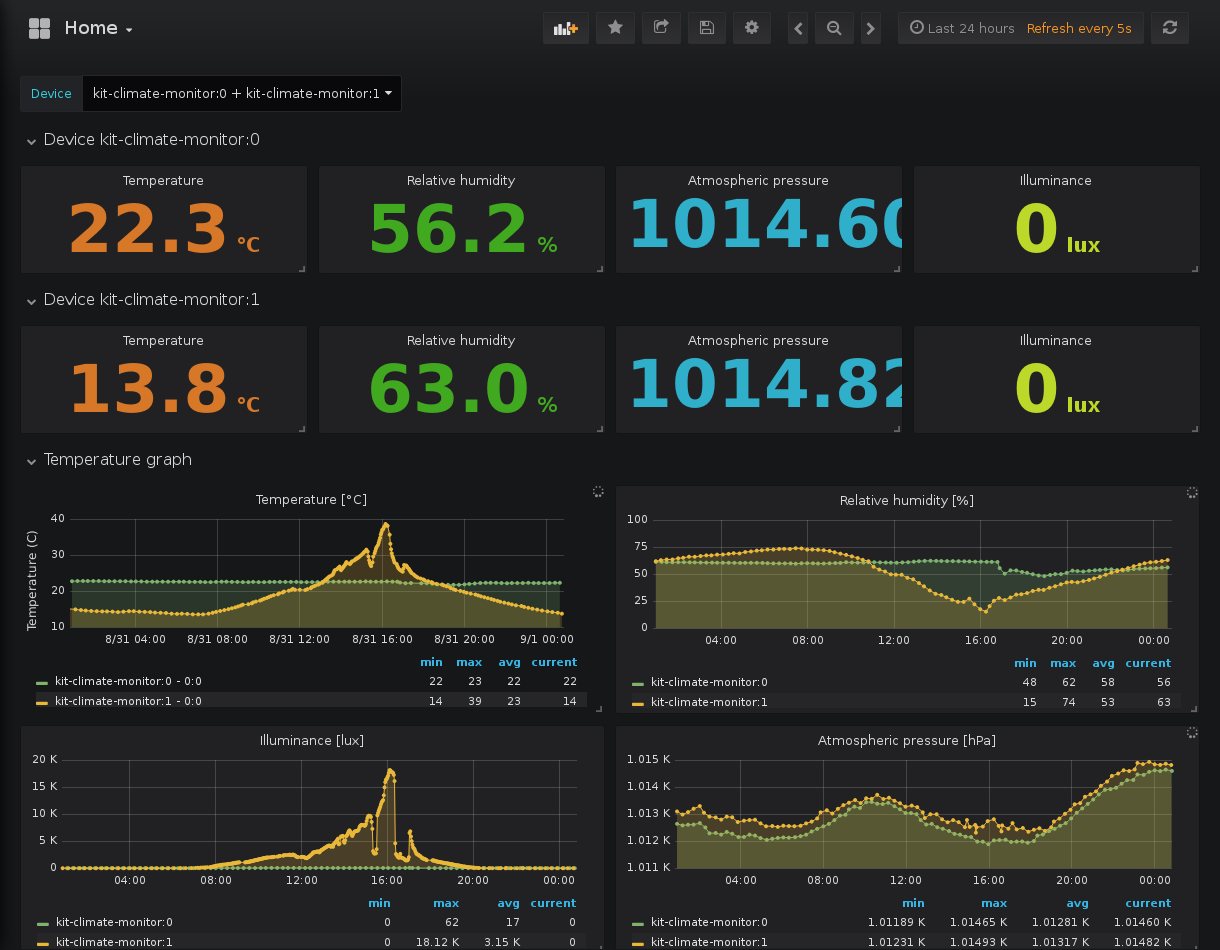 Home
Last 24 hours Refresh every 5s
Device kit-climate-monitor:0 + kit-climate-monitor:1
Device kit-climate-monitor:0
Temperature Relative humidity Atmospheric pressure Illuminance
22.3 °C 56.2 % 1014.60 0 lux
Device kit-climate-monitor:1
Temperature Relative humidity Atmospheric pressure Illuminance
13.8 °C 63.0 % 1014.82 0 lux
Temperature graph
Temperature [°C]
Temperature (C)
40
30
20
10
8/31 04:00 8/31 08:00 8/31 12:00 8/31 16:00 8/31 20:00 9/1 00:00
min max avg current
kit-climate-monitor:0 - 0:0 22 23 22 22
kit-climate-monitor:1 - 0:0 14 39 23 14
Relative humidity [%]
100
75
50
25
0
04:00 08:00 12:00 16:00 20:00 00:00
min max avg current
kit-climate-monitor:0 48 62 58 56
kit-climate-monitor:1 15 74 53 63
Illuminance [lux]
20 K
15 K
10 K
5 K
0
04:00 08:00 12:00 16:00 20:00 00:00
min max avg current
kit-climate-monitor:0 0 62 17 0
kit-climate-monitor:1 0 18.12 K 3.15 K 0
Atmospheric pressure [hPa]
1.015 K
1.014 K
1.013 K
1.012 K
1.011 K
04:00 08:00 12:00 16:00 20:00 00:00
min max avg current
kit-climate-monitor:0 1.01189 K 1.01465 K 1.01281 K 1.01460 K
kit-climate-monitor:1 1.01231 K 1.01493 K 1.01317 K 1.01482 K